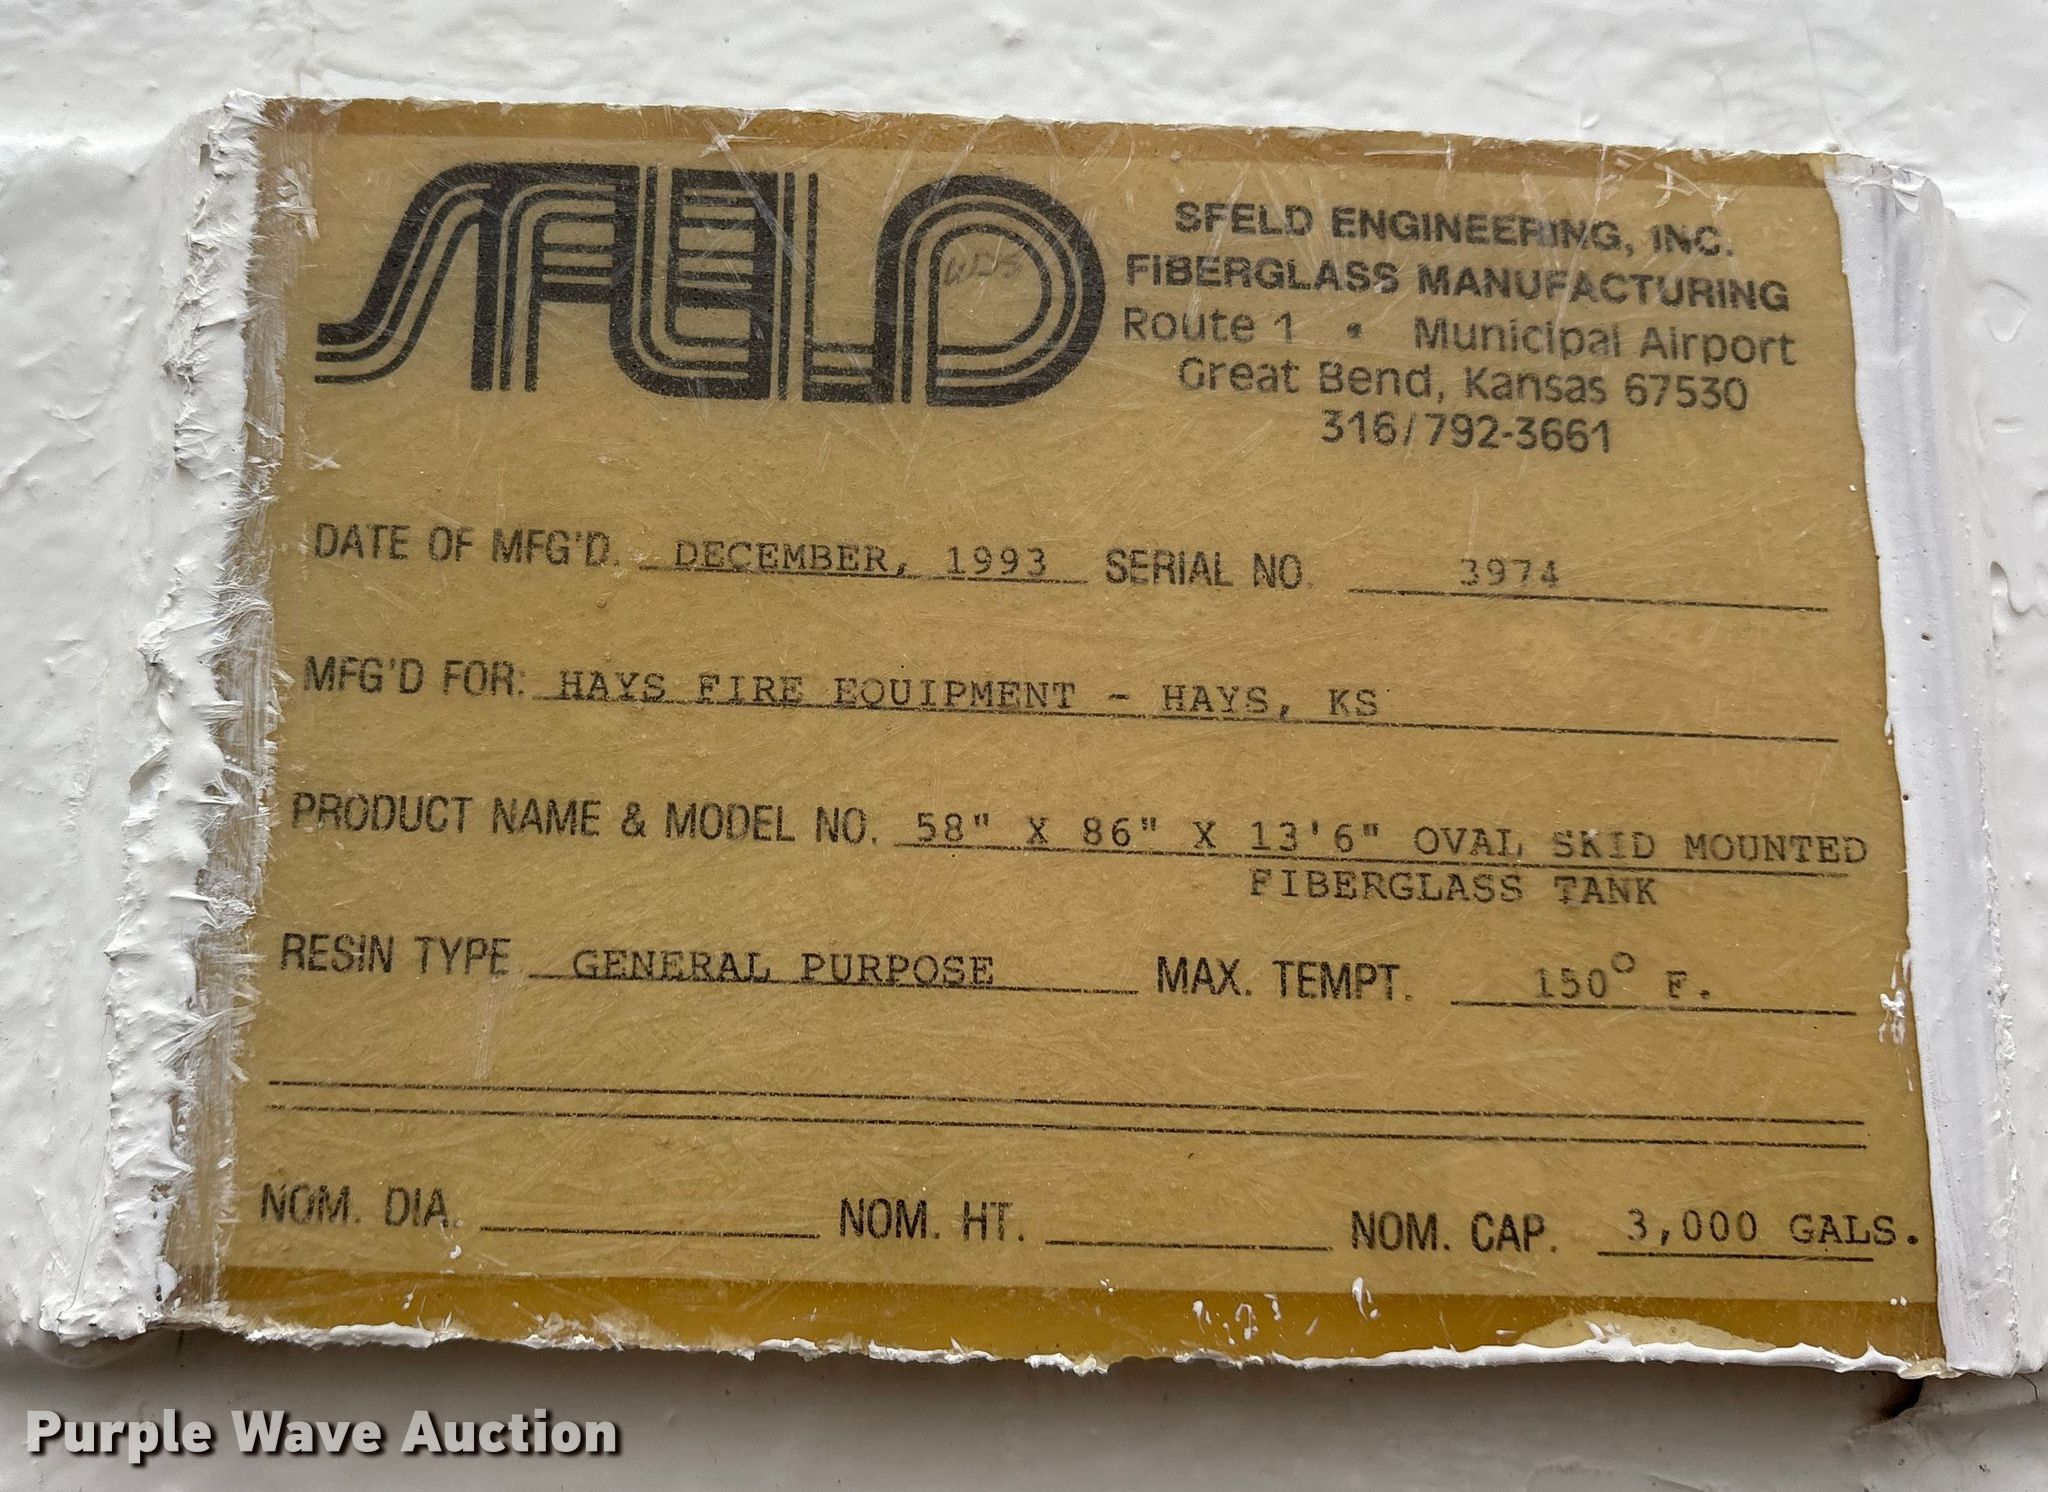 SFELD
WDS
SFELD ENGINEERING, INC.
FIBERGLASS MANUFACTURING
Route 1 • Municipal Airport
Great Bend, Kansas 67530
316/792-3661
DATE OF MFG'D. DECEMBER, 1993 SERIAL NO. 3974
MFG'D FOR: HAYS FIRE EQUIPMENT - HAYS, KS
PRODUCT NAME & MODEL NO. 58" X 86" X 13'6" OVAL SKID MOUNTED
FIBERGLASS TANK
RESIN TYPE GENERAL PURPOSE MAX. TEMPT. 150° F.
NOM. DIA. NOM. HT. NOM. CAP. 3,000 GALS.
Purple Wave Auction